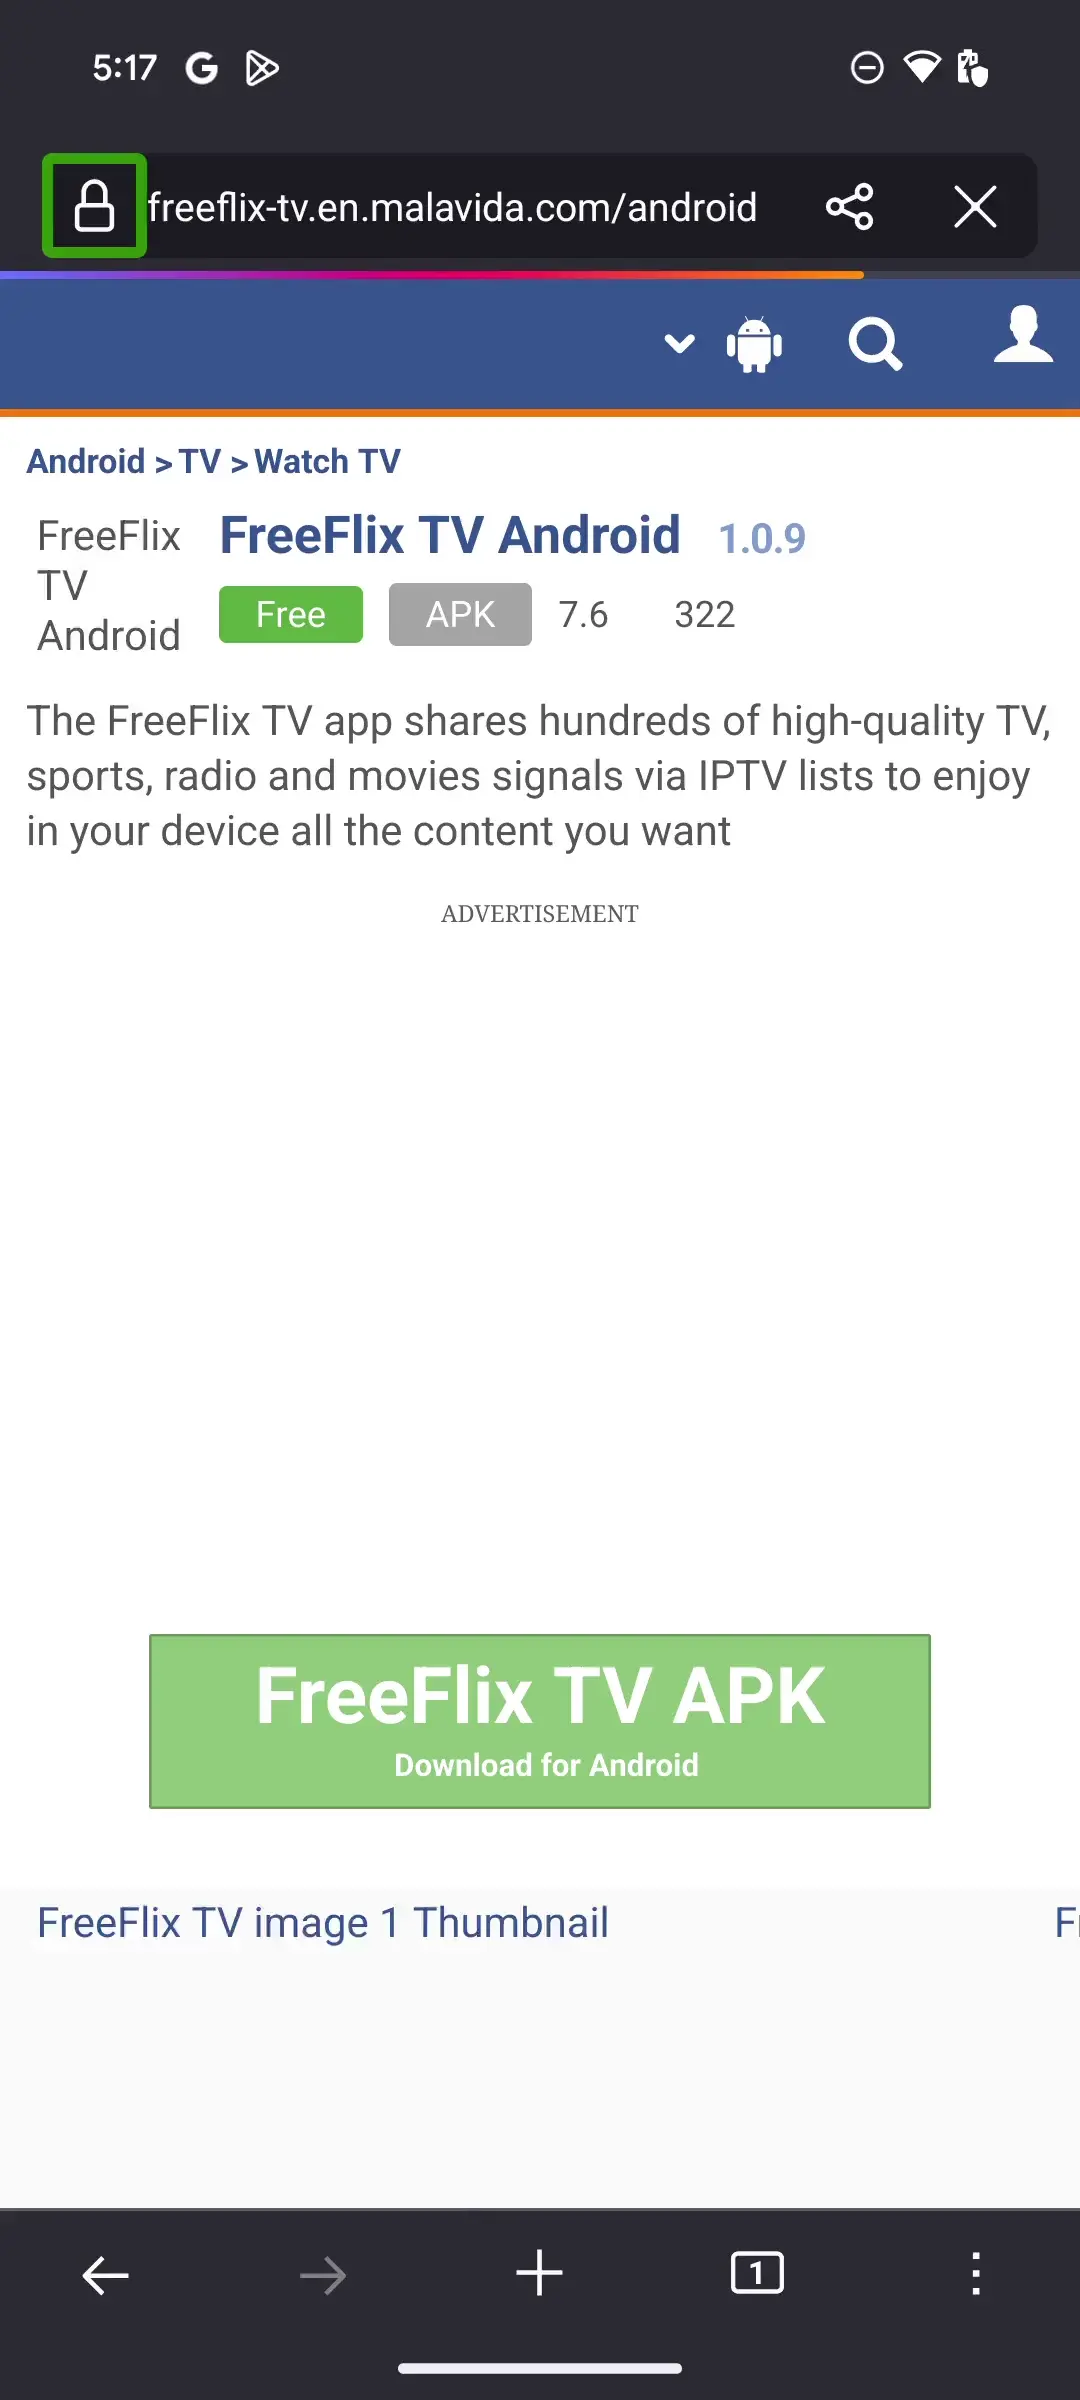 5:17
freeflix-tv.en.malavida.com/android
Android > TV > Watch TV
FreeFlix
TV
Android
FreeFlix TV Android 1.0.9
Free APK 7.6 322
The FreeFlix TV app shares hundreds of high-quality TV,
sports, radio and movies signals via IPTV lists to enjoy
in your device all the content you want
ADVERTISEMENT
FreeFlix TV APK
Download for Android
FreeFlix TV image 1 Thumbnail
1